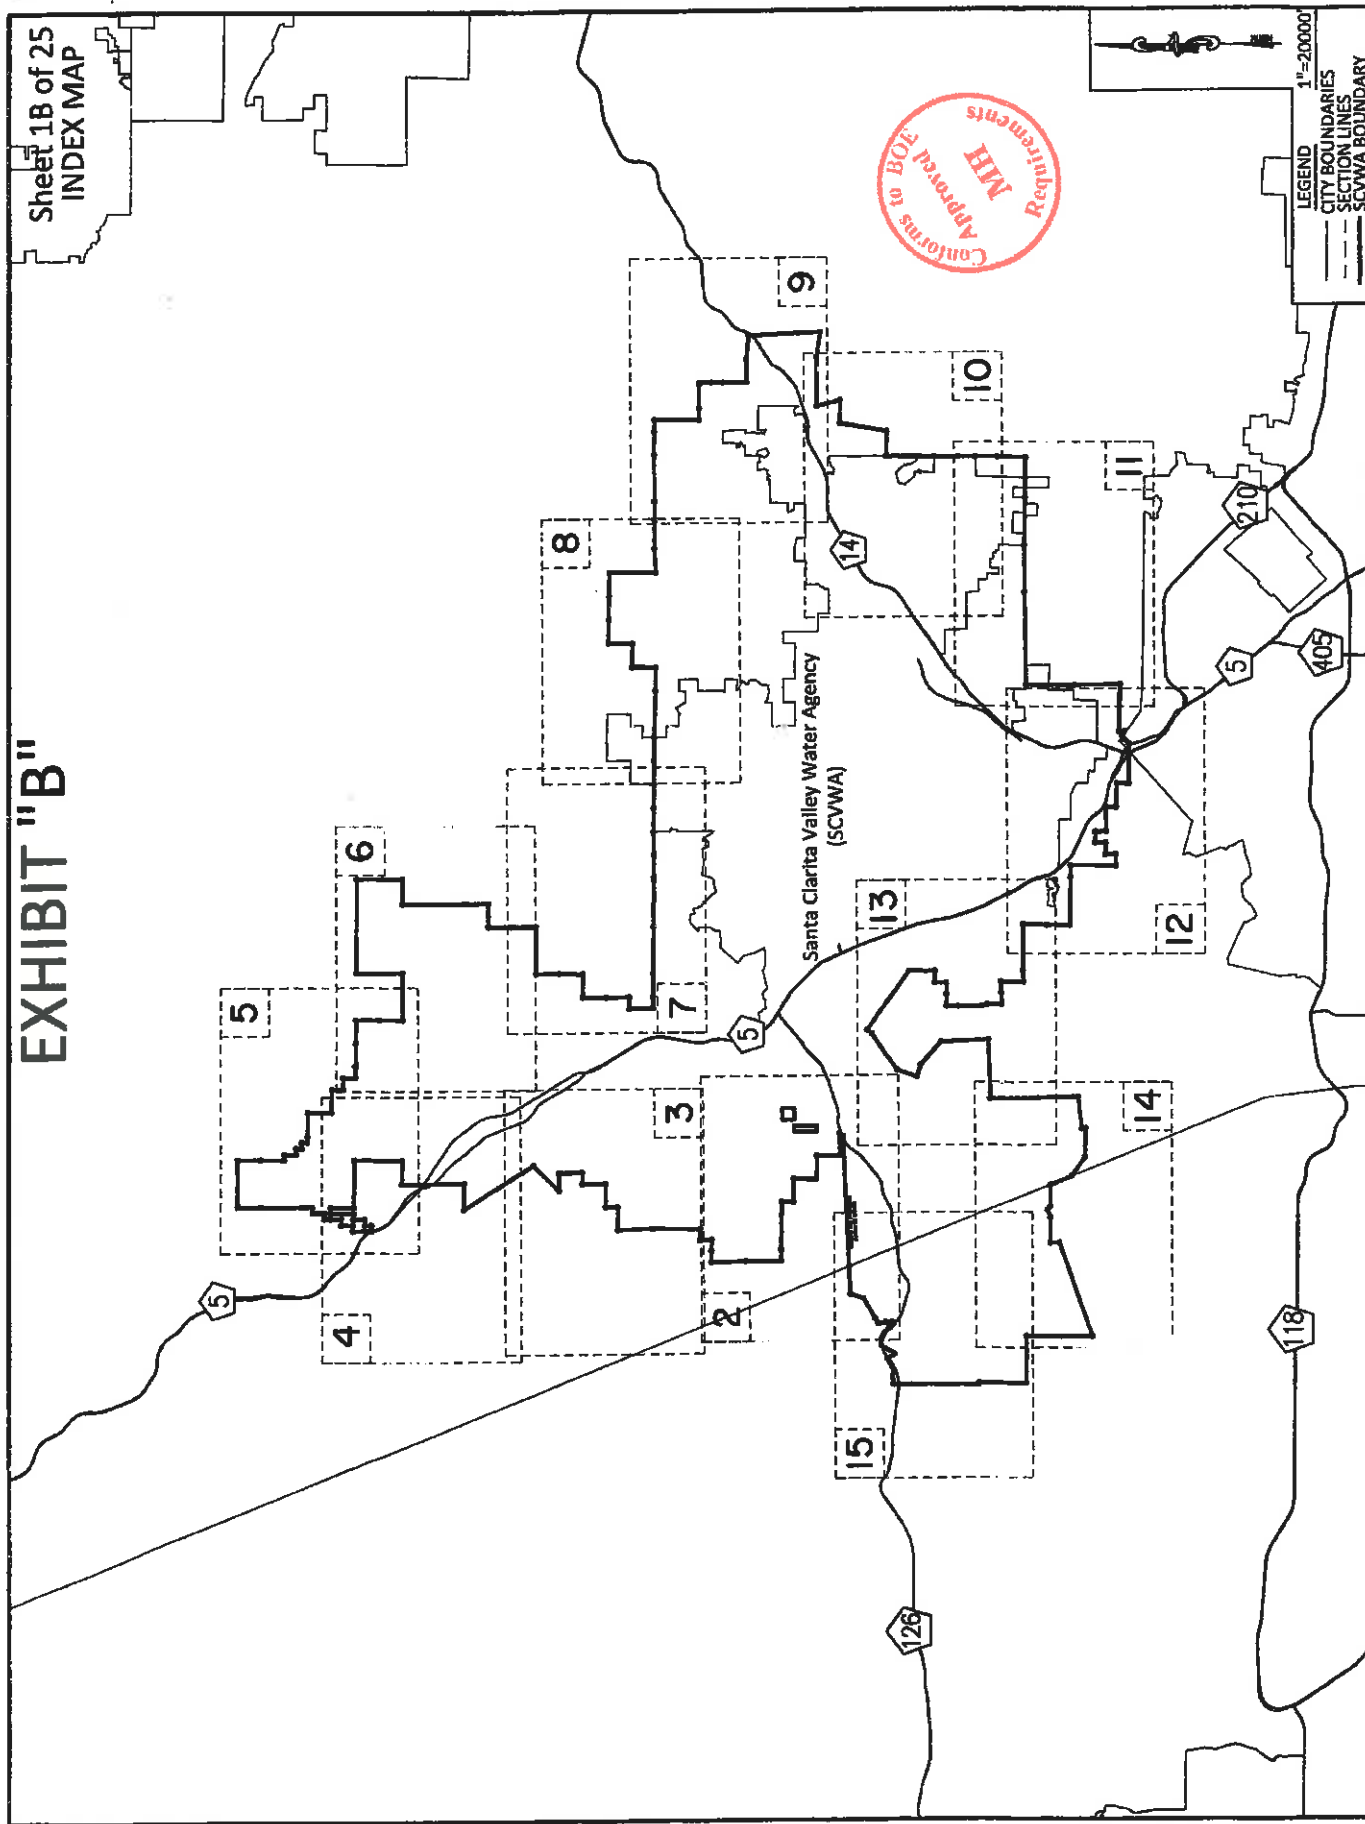 EXHIBIT "B"
Sheet 1B of 25
INDEX MAP
5
4
5
6
3
7
8
9
2
5
Santa Clarita Valley Water Agency
(SCVWA)
14
10
15
13
126
14
12
11
118
405
5
210
Conforms to BOE
Approved
MH
Requirements
LEGEND 1"=20000'
CITY BOUNDARIES
SECTION LINES
SCVWA BOUNDARY